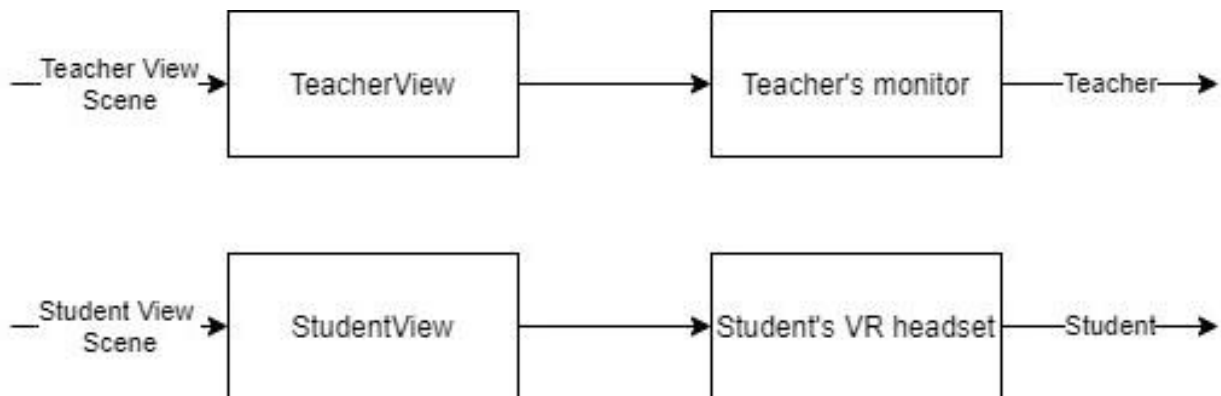 Teacher View
Scene
TeacherView
Teacher's monitor
Teacher
Student View
Scene
StudentView
Student's VR headset
Student